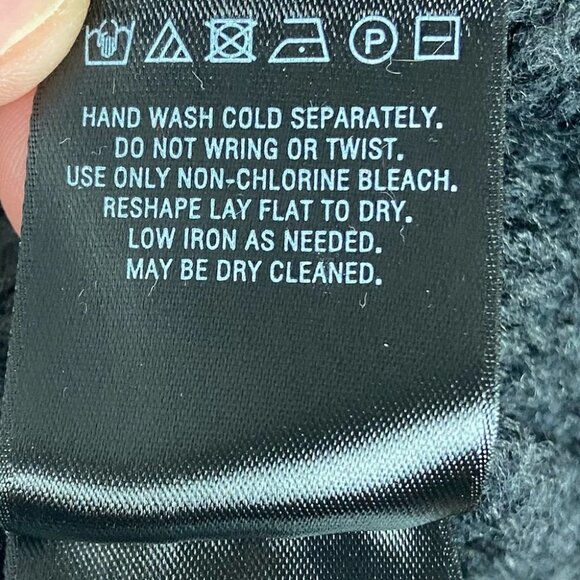 P
HAND WASH COLD SEPARATELY.
DO NOT WRING OR TWIST.
USE ONLY NON-CHLORINE BLEACH.
RESHAPE LAY FLAT TO DRY.
LOW IRON AS NEEDED.
MAY BE DRY CLEANED.